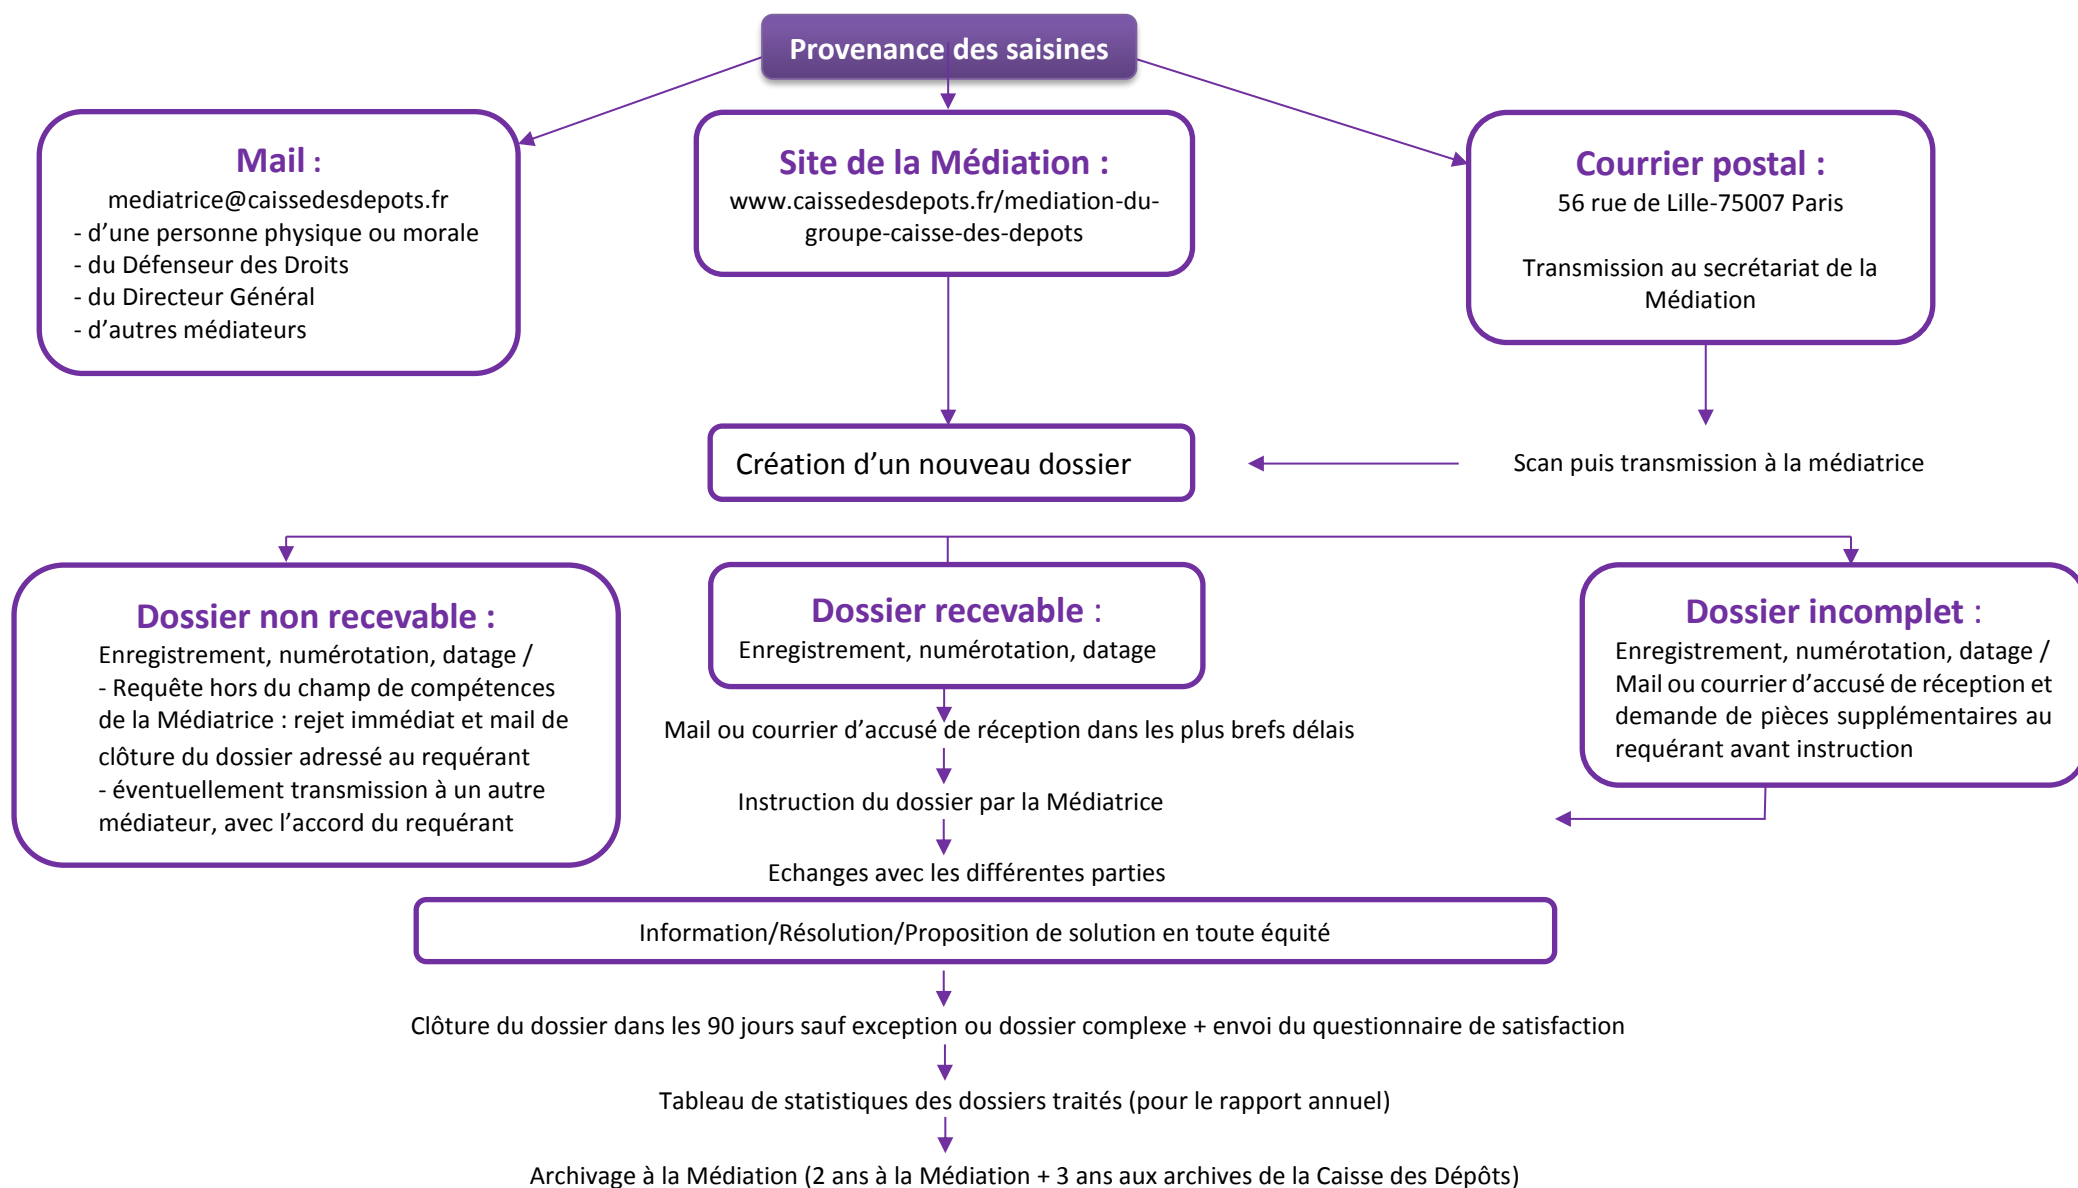 Provenance des saisines
Mail :
mediatrice@caissedesdepots.fr
- d’une personne physique ou morale
- du Défenseur des Droits
- du Directeur Général
- d’autres médiateurs
Site de la Médiation :
www.caissedesdepots.fr/mediation-du-
groupe-caisse-des-depots
Courrier postal :
56 rue de Lille-75007 Paris
Transmission au secrétariat de la
Médiation
Création d’un nouveau dossier
Scan puis transmission à la médiatrice
Dossier non recevable :
Enregistrement, numérotation, datage /
- Requête hors du champ de compétences
de la Médiatrice : rejet immédiat et mail de
clôture du dossier adressé au requérant
- éventuellement transmission à un autre
médiateur, avec l’accord du requérant
Dossier recevable :
Enregistrement, numérotation, datage
Dossier incomplet :
Enregistrement, numérotation, datage /
Mail ou courrier d’accusé de réception et
demande de pièces supplémentaires au
requérant avant instruction
Mail ou courrier d’accusé de réception dans les plus brefs délais
Instruction du dossier par la Médiatrice
Echanges avec les différentes parties
Information/Résolution/Proposition de solution en toute équité
Clôture du dossier dans les 90 jours sauf exception ou dossier complexe + envoi du questionnaire de satisfaction
Tableau de statistiques des dossiers traités (pour le rapport annuel)
Archivage à la Médiation (2 ans à la Médiation + 3 ans aux archives de la Caisse des Dépôts)